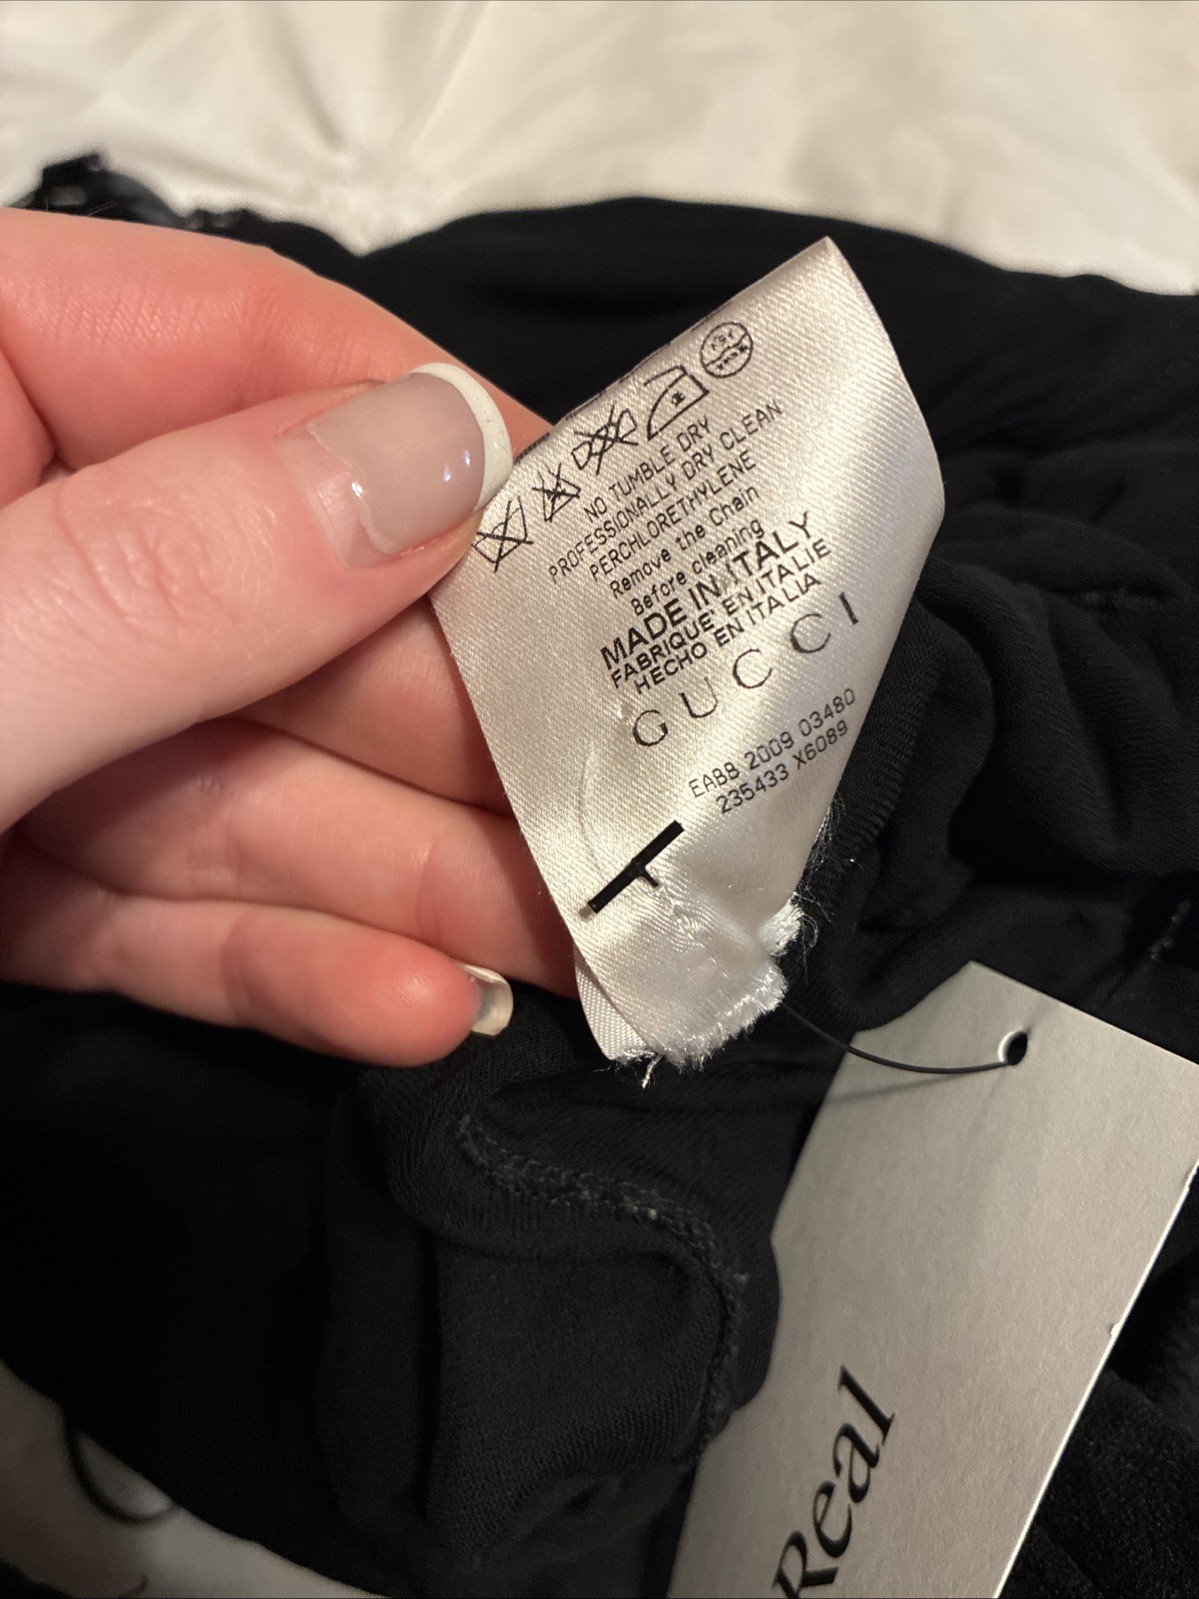 NO TUMBLE DRY
PROFESSIONALLY DRY CLEAN
PERCHLORETHYLENE
Remove the Chain
Before cleaning
MADE IN ITALY
FABRIQUE' EN ITALIE
HECHO EN ITALIA
GUCCI
EABB 2009 03480
235433 X6089
Real